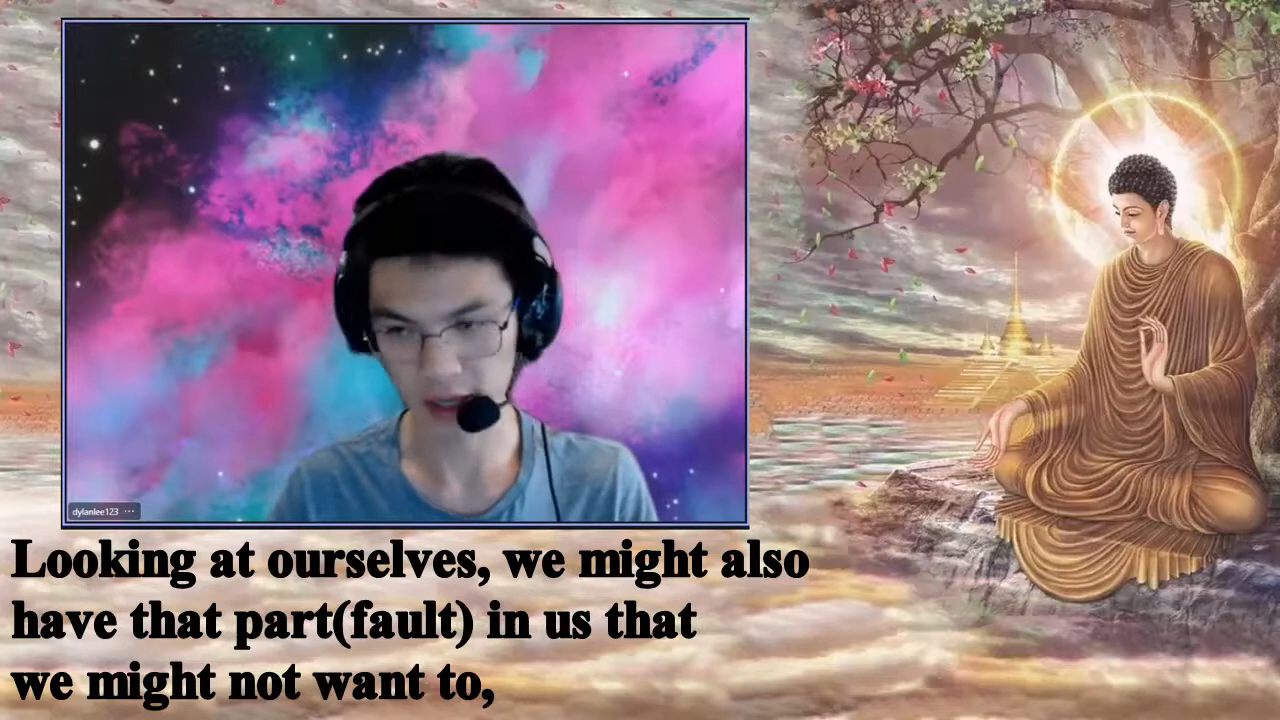 dylanlee123 ...
Looking at ourselves, we might also
have that part(fault) in us that
we might not want to,